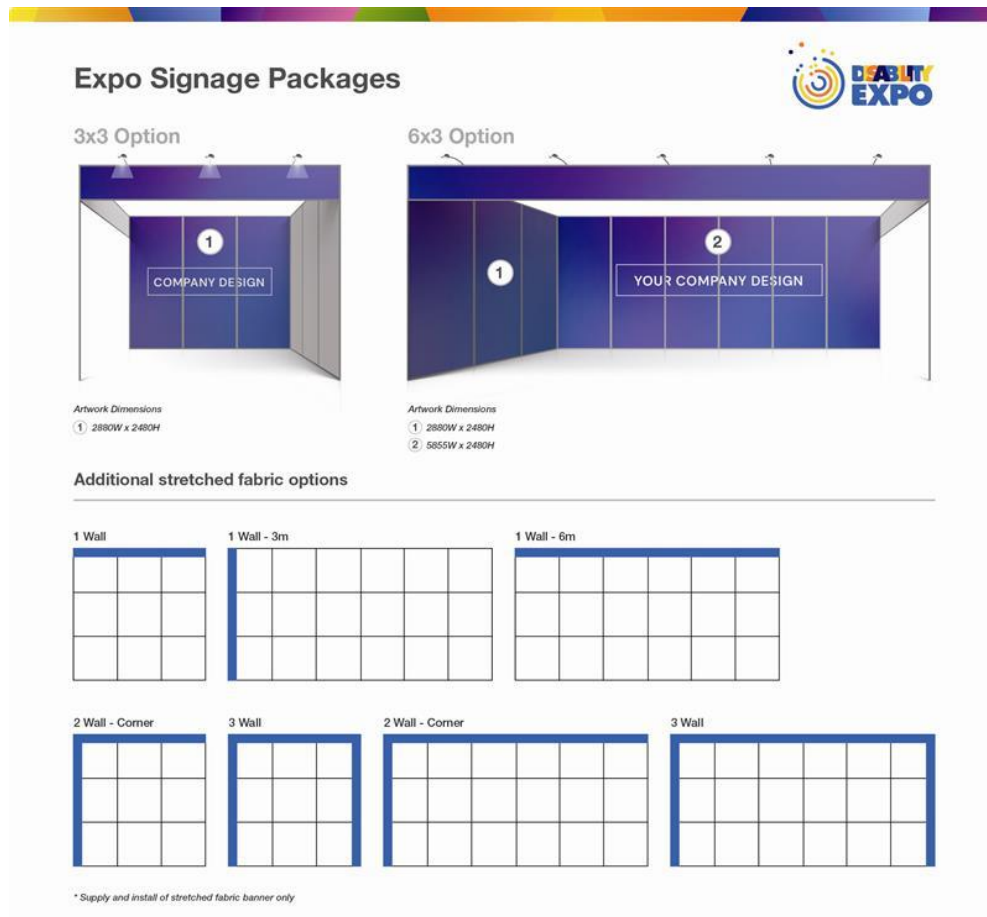 Expo Signage Packages
DISABILITY
EXPO
3x3 Option
6x3 Option
1
COMPANY DESIGN
1
2
YOUR COMPANY DESIGN
Artwork Dimensions
1 2880W x 2480H
Artwork Dimensions
1 2880W x 2480H
2 5855W x 2480H
Additional stretched fabric options
1 Wall
1 Wall - 3m
1 Wall - 6m
2 Wall - Corner
3 Wall
2 Wall - Corner
3 Wall
* Supply and install of stretched fabric banner only